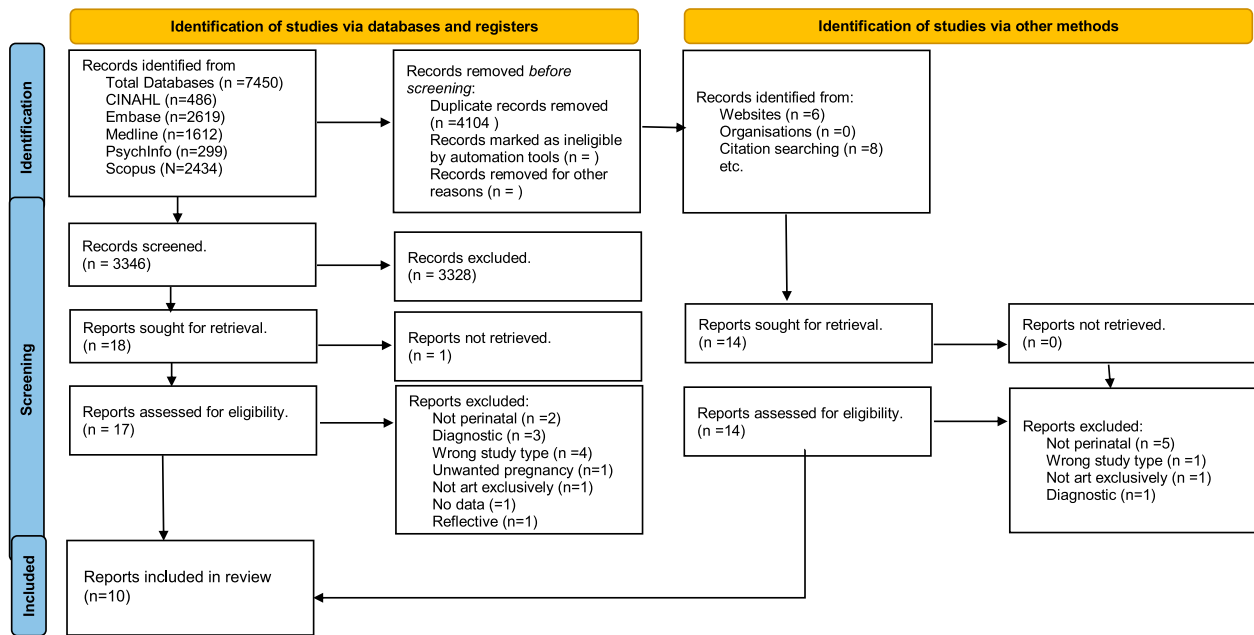 Identification of studies via databases and registers
Identification of studies via other methods
Identification
Records identified from
Total Databases (n =7450)
CINAHL (n=486)
Embase (n=2619)
Medline (n=1612)
PsychInfo (n=299)
Scopus (N=2434)
Records removed before
screening:
Duplicate records removed
(n =4104 )
Records marked as ineligible
by automation tools (n = )
Records removed for other
reasons (n = )
Records identified from:
Websites (n =6)
Organisations (n =0)
Citation searching (n =8)
etc.
Screening
Records screened.
(n = 3346)
Records excluded.
(n = 3328)
Reports sought for retrieval.
(n =18)
Reports not retrieved.
(n = 1)
Reports sought for retrieval.
(n =14)
Reports not retrieved.
(n =0)
Reports assessed for eligibility.
(n = 17)
Reports excluded:
Not perinatal (n =2)
Diagnostic (n =3)
Wrong study type (n =4)
Unwanted pregnancy (n=1)
Not art exclusively (n=1)
No data (=1)
Reflective (n=1)
Reports assessed for eligibility.
(n =14)
Reports excluded:
Not perinatal (n =5)
Wrong study type (n =1)
Not art exclusively (n =1)
Diagnostic (n=1)
Included
Reports included in review
(n=10)